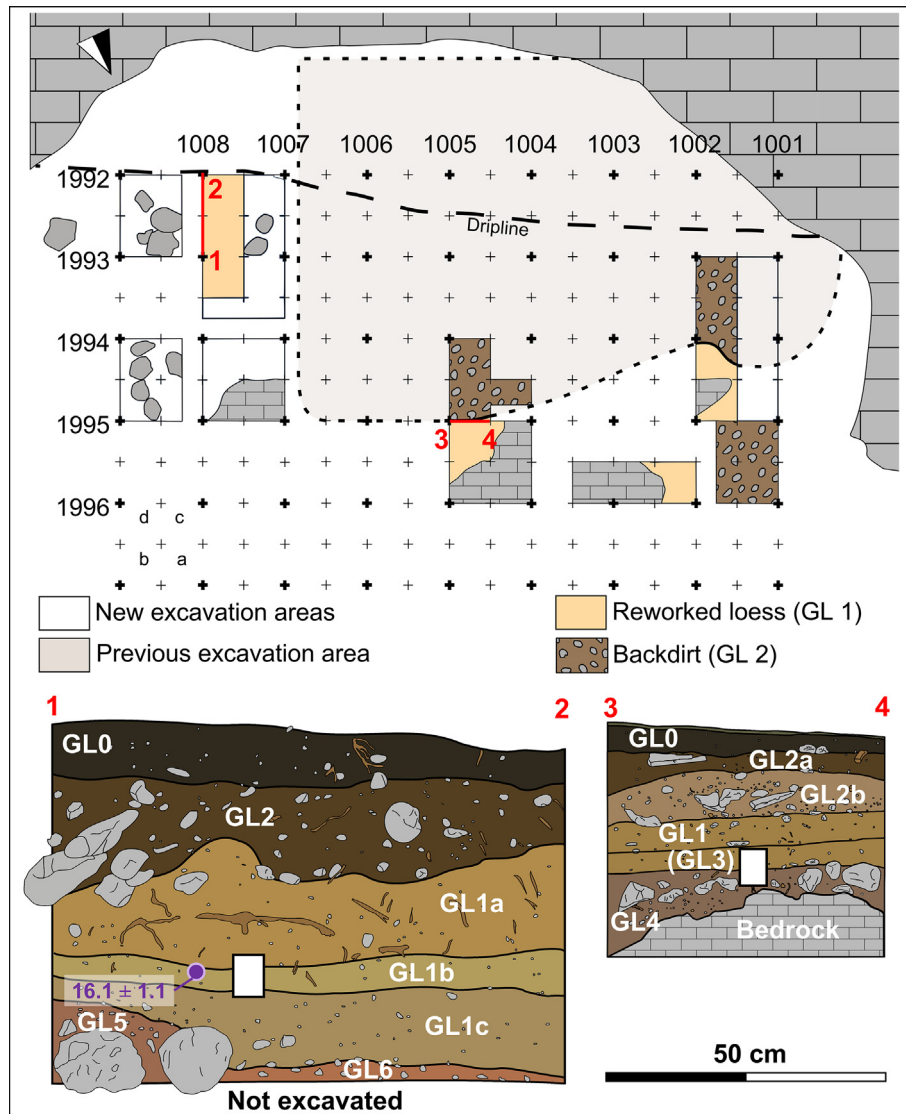 1008 1007 1006 1005 1004 1003 1002 1001
1992
2
Dripline
1993
1
1994
1995
3 4
1996
d c
b a
New excavation areas
Reworked loess (GL 1)
Previous excavation area
Backdirt (GL 2)
1 2
3 4
GL0
GL2
GL1a
GL1b
16.1 ± 1.1
GL5
GL1c
GL6
Not excavated
GL0
GL2a
GL2b
GL1
(GL3)
GL4
Bedrock
50 cm